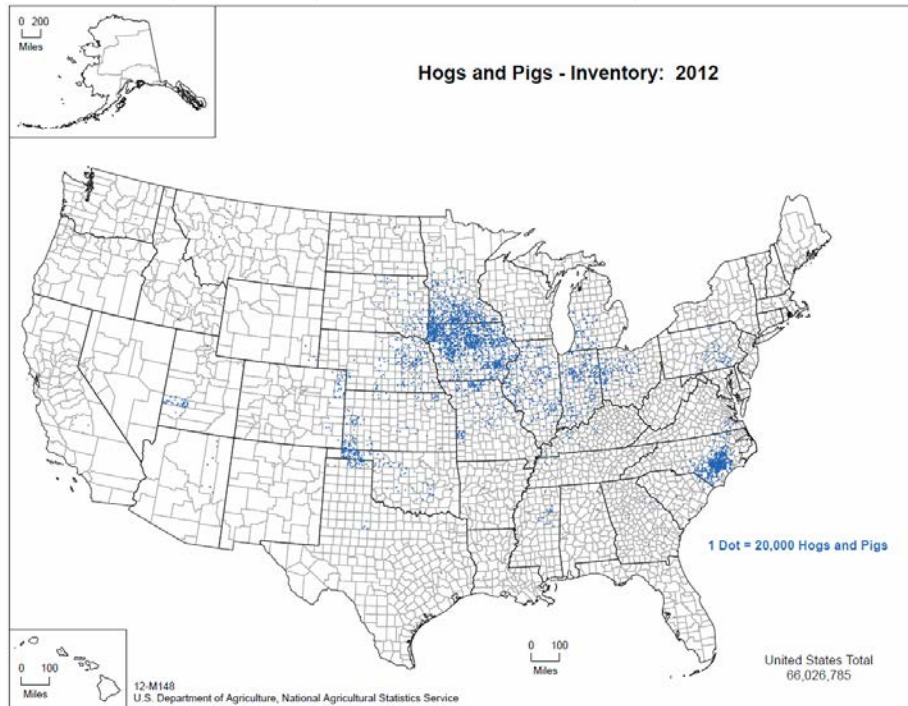 0 200
Miles
Hogs and Pigs - Inventory: 2012
1 Dot = 20,000 Hogs and Pigs
0 100
Miles
0 100
Miles
12-M148
U.S. Department of Agriculture, National Agricultural Statistics Service
United States Total
66,026,785